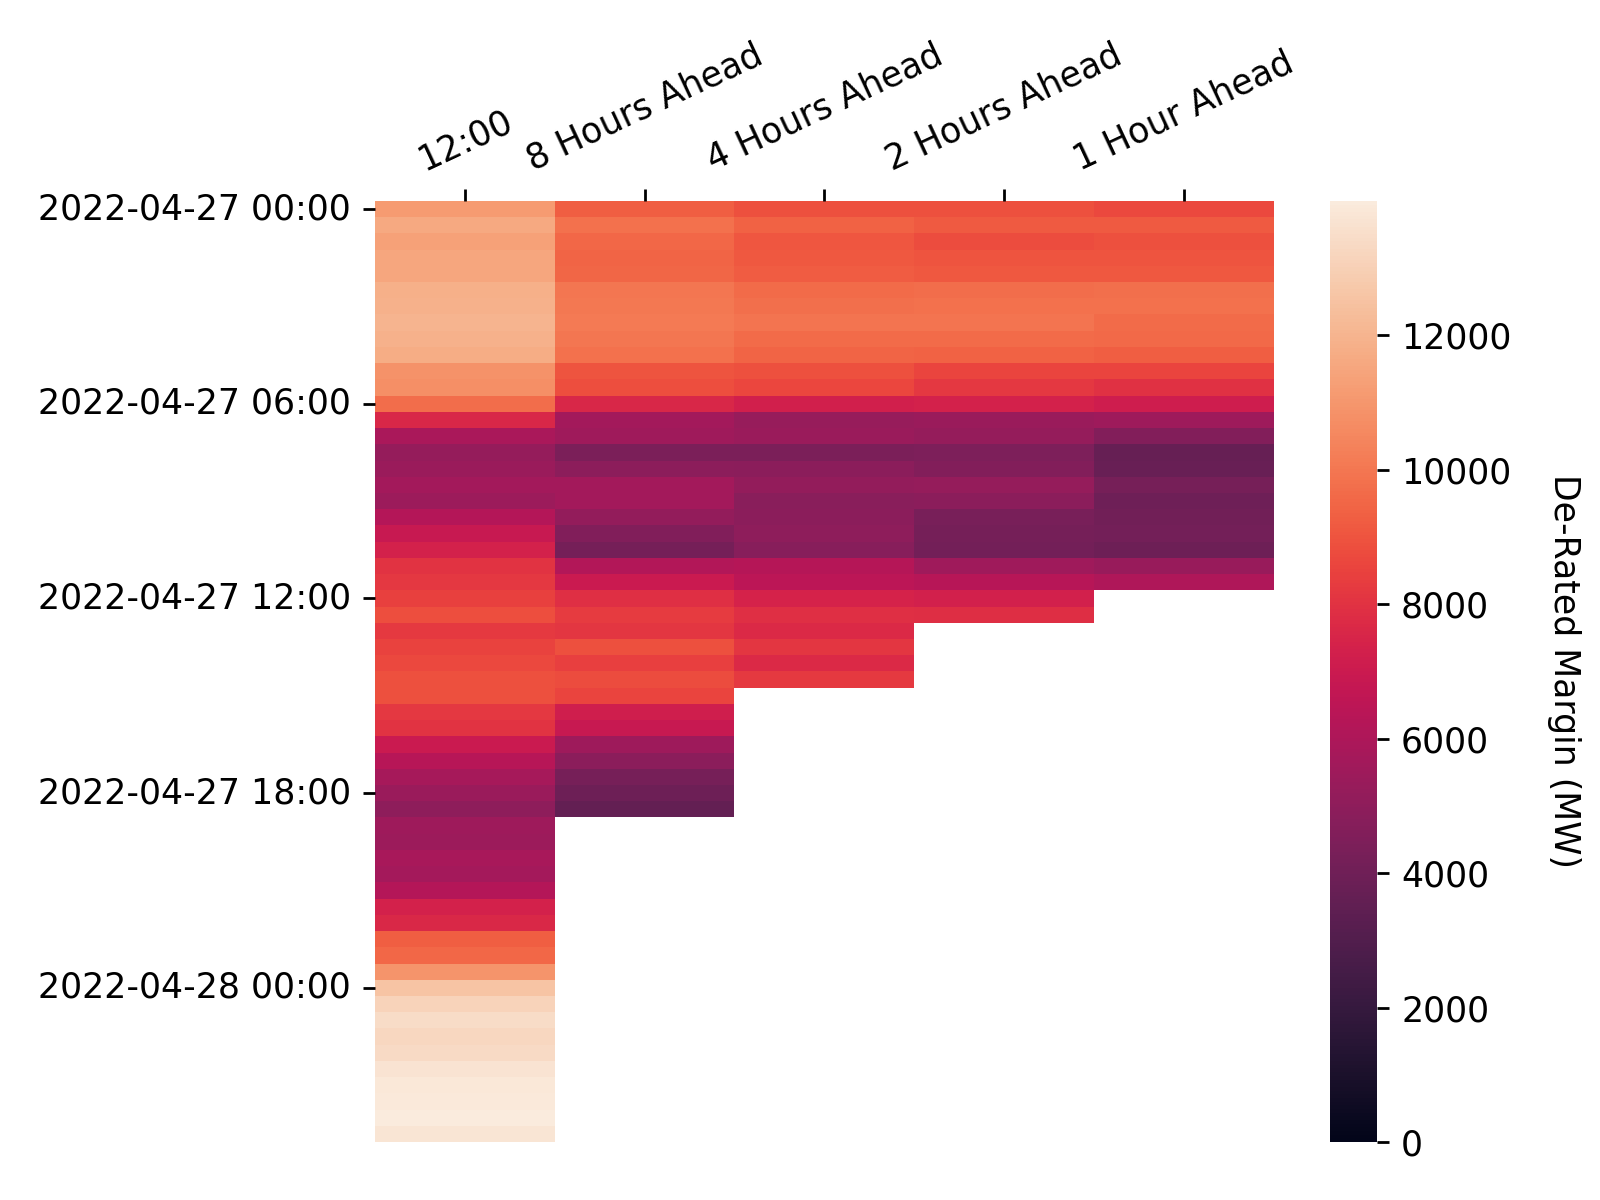 12:00
8 Hours Ahead
4 Hours Ahead
2 Hours Ahead
1 Hour Ahead
2022-04-27 00:00
2022-04-27 06:00
2022-04-27 12:00
2022-04-27 18:00
2022-04-28 00:00
12000
10000
8000
6000
4000
2000
0
De-Rated Margin (MW)